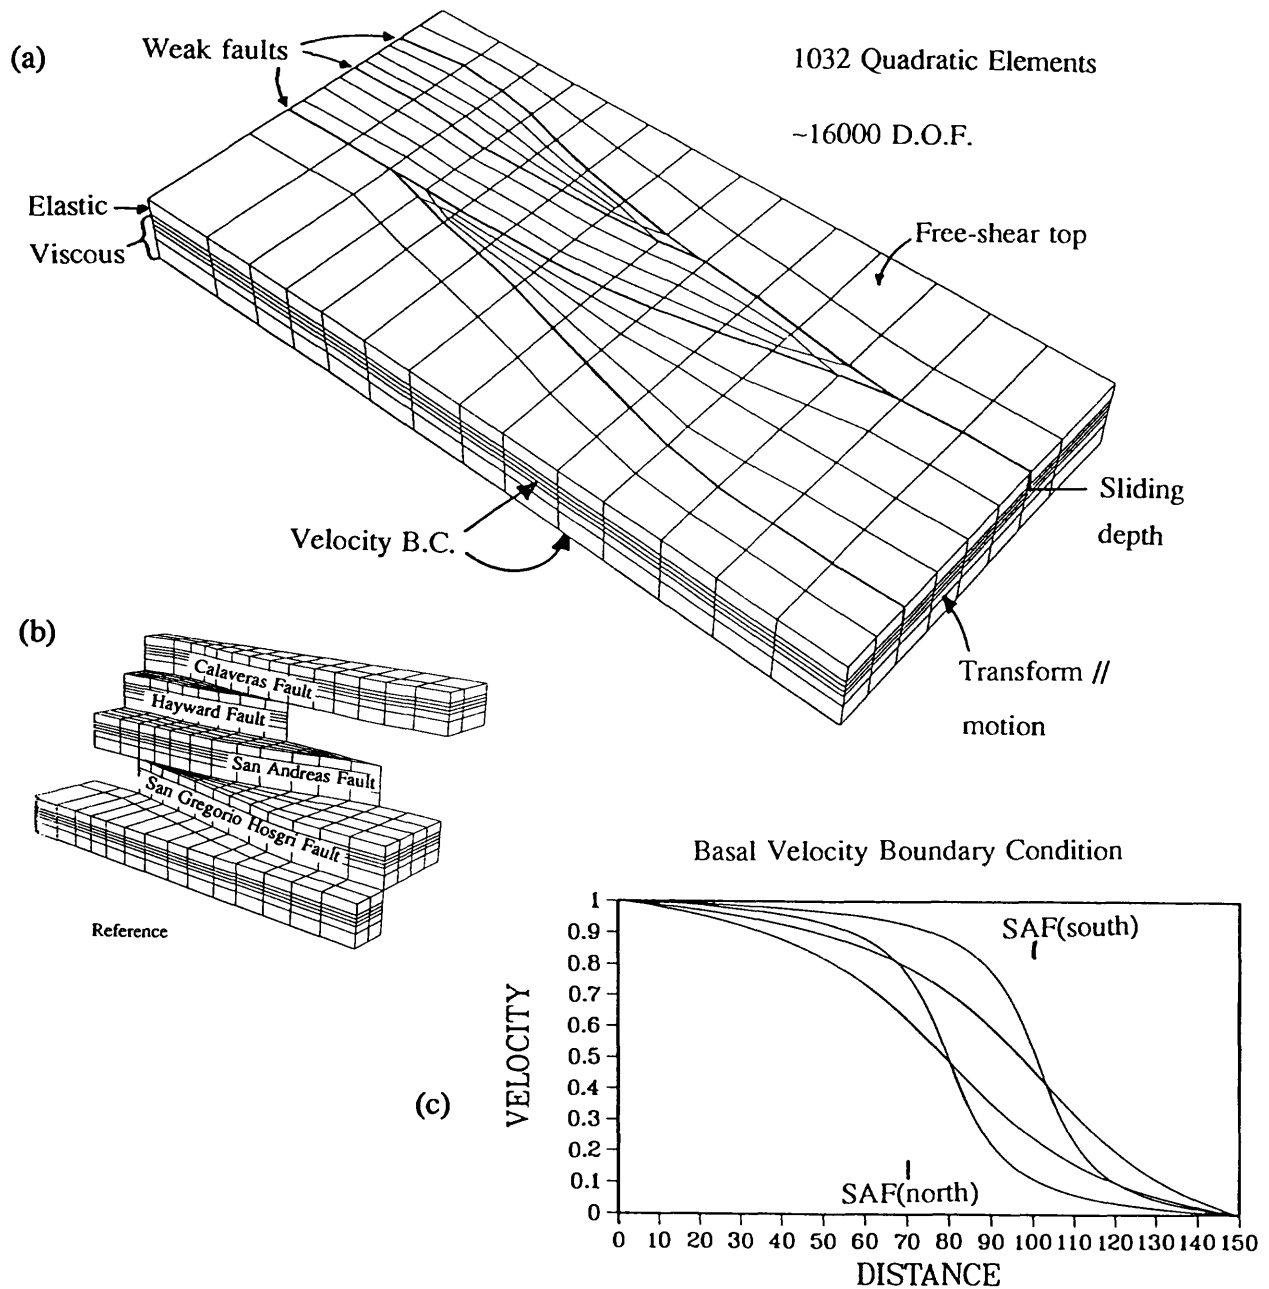 (a)
Weak faults
1032 Quadratic Elements
~16000 D.O.F.
Elastic
Viscous
Free-shear top
Velocity B.C.
Sliding
depth
Transform //
motion
(b)
Calaveras Fault
Hayward Fault
San Andreas Fault
San Gregorio Hosgri Fault
Reference
Basal Velocity Boundary Condition
(c)
VELOCITY
1
0.9
0.8
0.7
0.6
0.5
0.4
0.3
0.2
0.1
0
SAF(south)
SAF(north)
0 10 20 30 40 50 60 70 80 90 100 110 120 130 140 150
DISTANCE